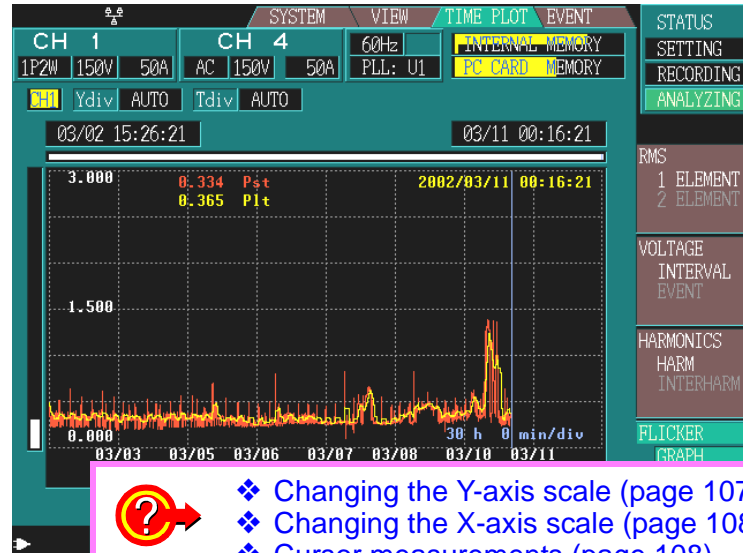 SYSTEM VIEW TIME PLOT EVENT STATUS
CH 1 CH 4 60Hz INTERNAL MEMORY SETTING
1P2W 150V 50A AC 150V 50A PLL: U1 PC CARD MEMORY RECORDING
CH1 Ydiv AUTO Tdiv AUTO ANALYZING
03/02 15:26:21 03/11 00:16:21
3.000 0.334 Pst 2002/03/11 00:16:21
0.365 Plt
1.500
0.000 30 h 0 min/div
03/03 03/05 03/06 03/07 03/08 03/10 03/11
RMS
1 ELEMENT
2 ELEMENT
VOLTAGE
INTERVAL
EVENT
HARMONICS
HARM
INTERHARM
FLICKER
GRAPH
?
❖ Changing the Y-axis scale (page 107
❖ Changing the X-axis scale (page 108
❖ Cursor measurements (page 108)